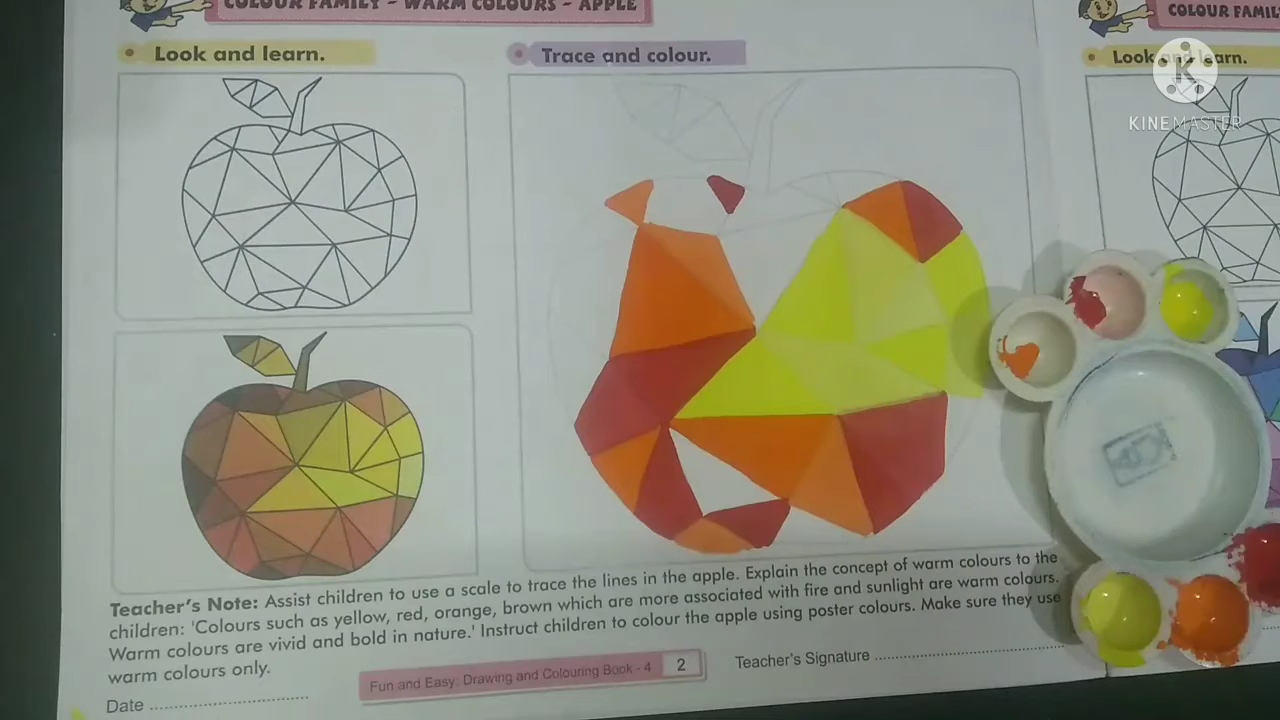 COLOUR FAMILY - WARM COLOURS - APPLE
COLOUR FAMIL
Look and learn.
Trace and colour.
Look and learn.
KINEMASTER
Teacher's Note: Assist children to use a scale to trace the lines in the apple. Explain the concept of warm colours to the
children: 'Colours such as yellow, red, orange, brown which are more associated with fire and sunlight are warm colours.
Warm colours are vivid and bold in nature.' Instruct children to colour the apple using poster colours. Make sure they use
warm colours only.
Fun and Easy: Drawing and Colouring Book - 4 2
Teacher's Signature
Date